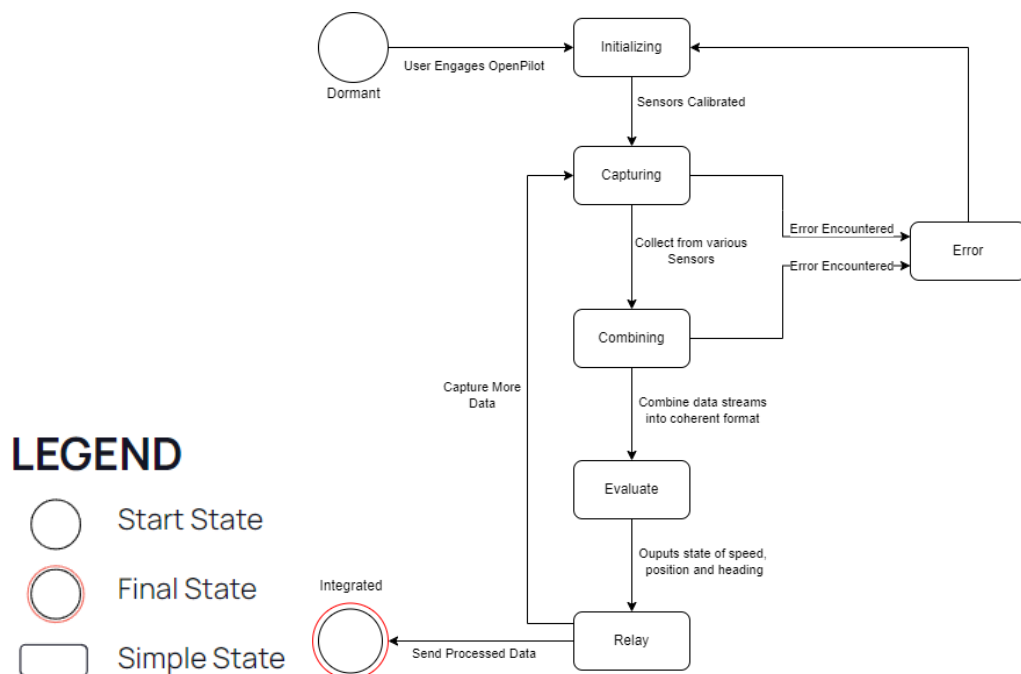 Initializing
User Engages OpenPilot
Dormant
Sensors Calibrated
Capturing
Error Encountered
Collect from various
Sensors
Error
Error Encountered
Combining
Capture More
Data
Combine data streams
into coherent format
LEGEND
Evaluate
Start State
Ouputs state of speed,
position and heading
Final State
Integrated
Relay
Send Processed Data
Simple State